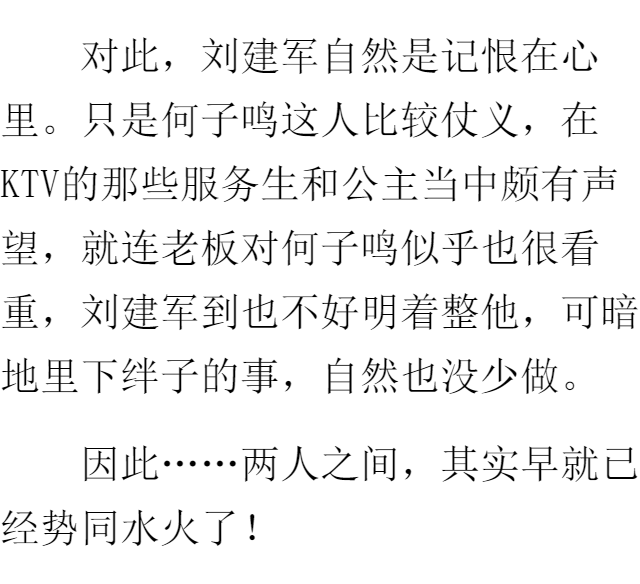 对此，刘建军自然是记恨在心
里。只是何子鸣这人比较仗义，在
KTV的那些服务生和公主当中颇有声
望，就连老板对何子鸣似乎也很看
重，刘建军到也不好明着整他，可暗
地里下绊子的事，自然也没少做。
因此……两人之间，其实早就已
经势同水火了！